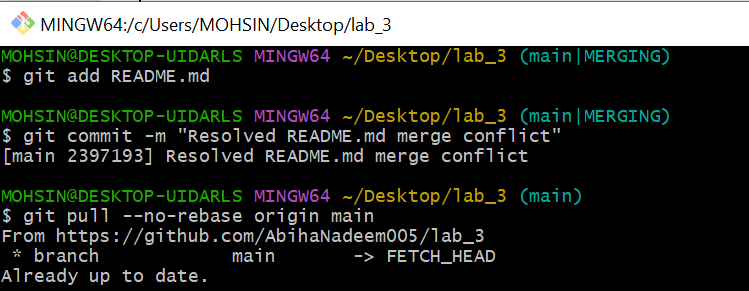 MINGW64:/c/Users/MOHSIN/Desktop/lab_3
MOHSIN@DESKTOP-UIDARLS MINGW64 ~/Desktop/lab_3 (main|MERGING)
$ git add README.md
MOHSIN@DESKTOP-UIDARLS MINGW64 ~/Desktop/lab_3 (main|MERGING)
$ git commit -m "Resolved README.md merge conflict"
[main 2397193] Resolved README.md merge conflict
MOHSIN@DESKTOP-UIDARLS MINGW64 ~/Desktop/lab_3 (main)
$ git pull --no-rebase origin main
From https://github.com/AbihaNadeem005/lab_3
 * branch            main       -> FETCH_HEAD
Already up to date.